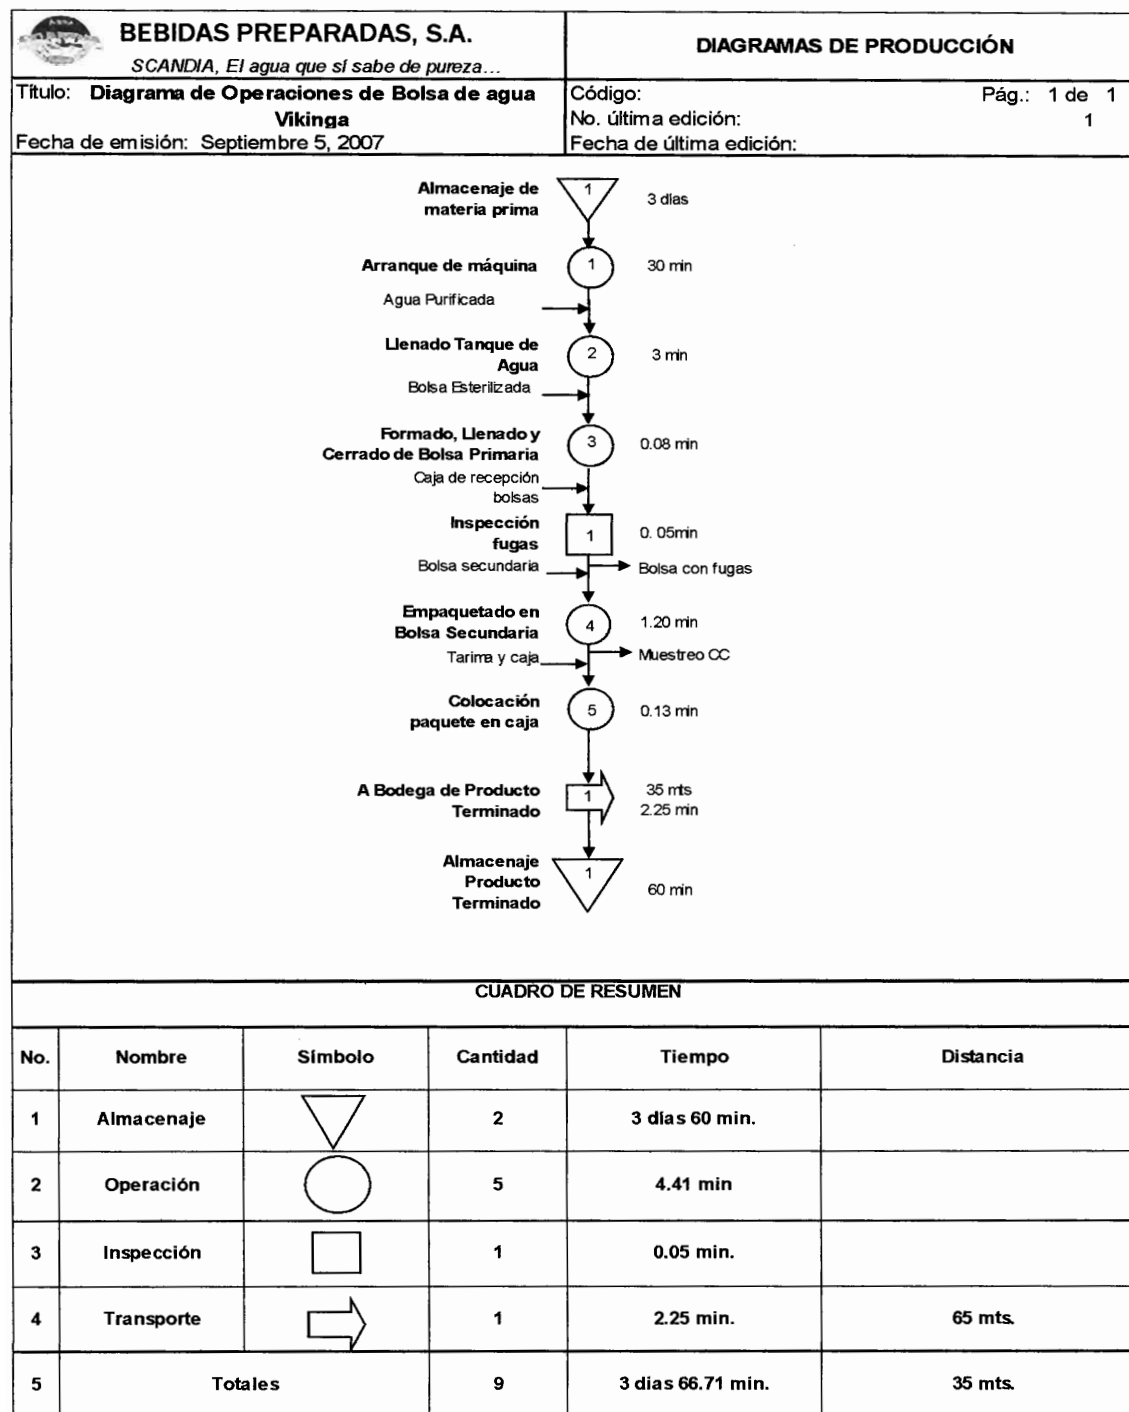 BEBIDAS PREPARADAS, S.A.
SCANDIA, El agua que si sabe de pureza...
DIAGRAMAS DE PRODUCCIÓN
Título: Diagrama de Operaciones de Bolsa de agua
Vikinga
Fecha de emisión: Septiembre 5, 2007
Código: Pág.: 1 de 1
No. última edición: 1
Fecha de última edición:
Almacenaje de
materia prima
1
3 días
Arranque de máquina
1
30 min
Agua Purificada
Llenado Tanque de
Agua
2
3 min
Bolsa Esterilizada
Formado, Llenado y
Cerrado de Bolsa Primaria
3
0.08 min
Caja de recepción
bolsas
Inspección
fugas
1
0. 05min
Bolsa secundaria
Bolsa con fugas
Empaquetado en
Bolsa Secundaria
4
1.20 min
Muestreo CC
Tarima y caja
Colocación
paquete en caja
5
0.13 min
A Bodega de Producto
Terminado
1
35 mts
2.25 min
Almacenaje
Producto
Terminado
1
60 min
CUADRO DE RESUMEN
No. Nombre Símbolo Cantidad Tiempo Distancia
1 Almacenaje 2 3 días 60 min.
2 Operación 5 4.41 min
3 Inspección 1 0.05 min.
4 Transporte 1 2.25 min. 65 mts.
5 Totales 9 3 dias 66.71 min. 35 mts.